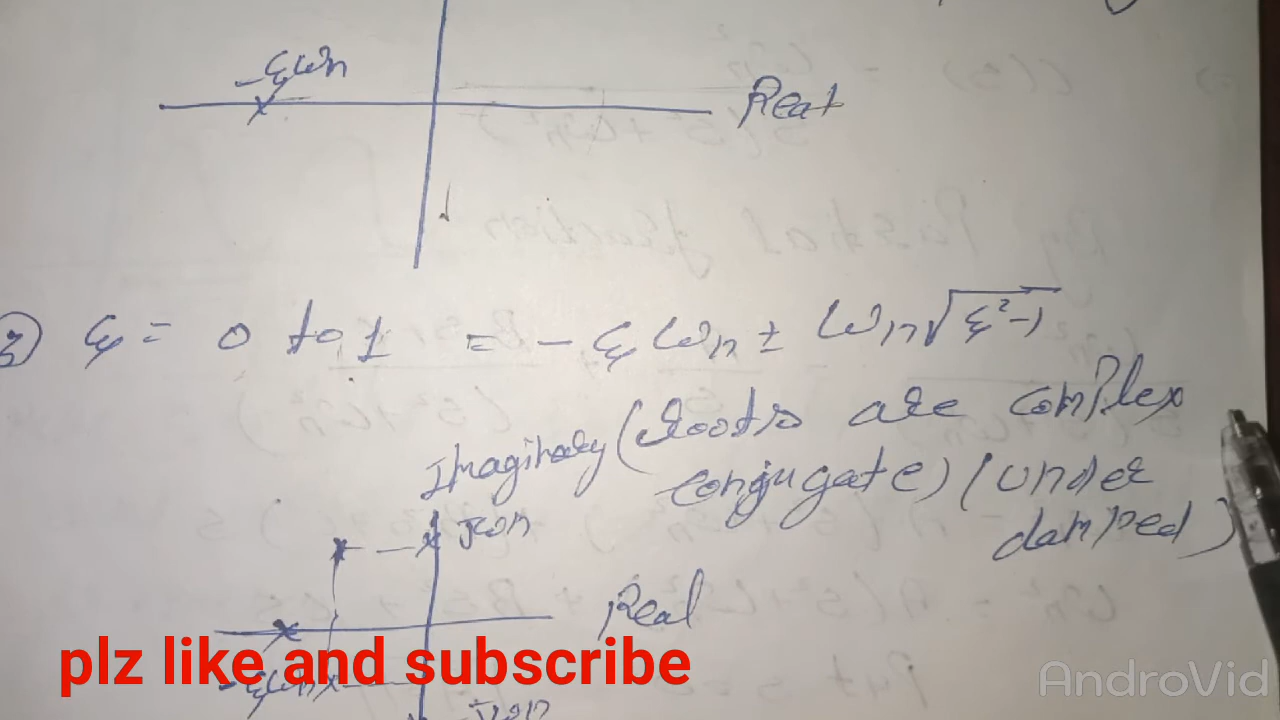 -ξωn
Real
3) ξ = 0 to 1 = -ξωn ± ωn√ξ²-1
Imaginary (roots are complex
conjugate) (under
damped)
jωn
Real
plz like and subscribe
-ξωn
-jωn
AndroVid